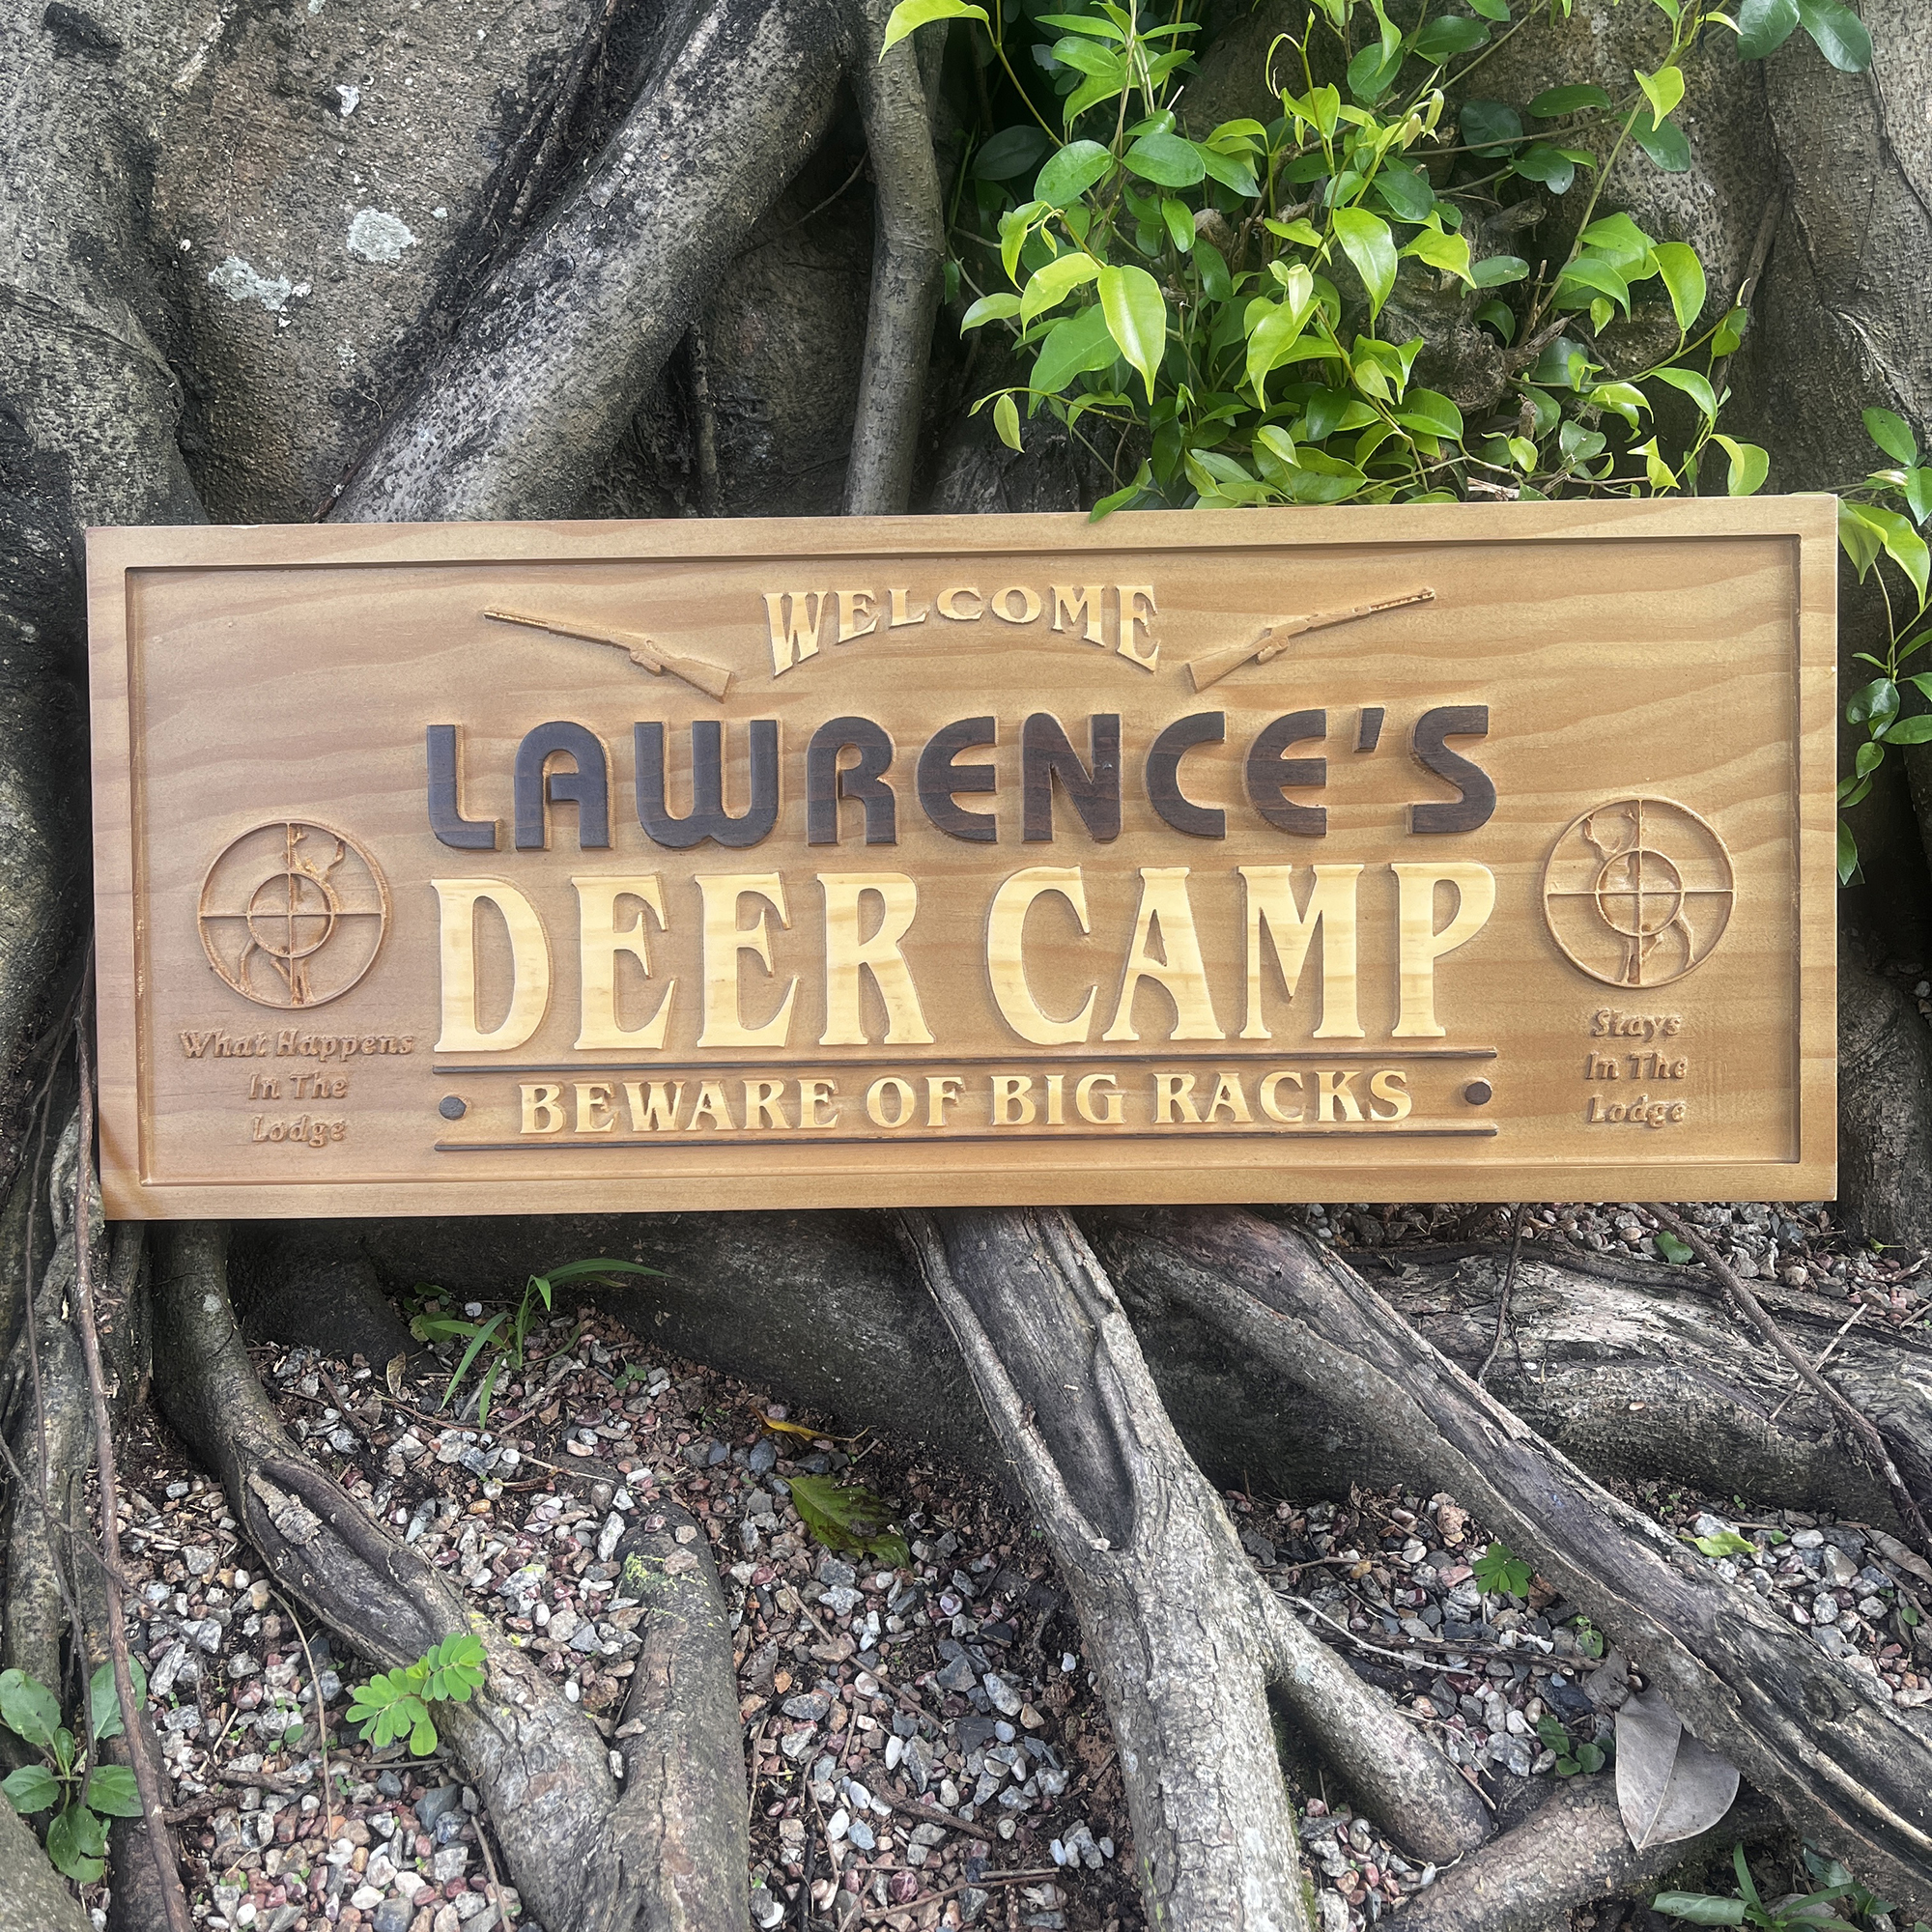 WELCOME
LAWRENCE'S
DEER CAMP
BEWARE OF BIG RACKS
What Happens
In The
Lodge
Stays
In The
Lodge